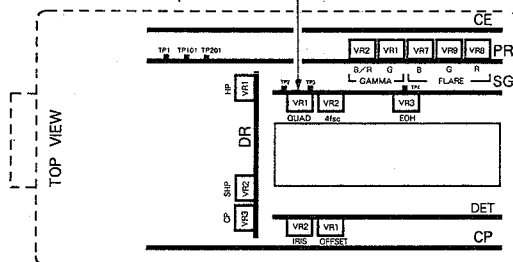 CE
TP1 TP101 TP201
VR2 VR1 VR7 VR9 VR8 PR
B/R G B G R
GAMMA FLARE SG
HP VR1
TP2 TP3 TP4
VR1 VR2 VR3
QUAD 4fsc EOH
TOP VIEW
DR
SHP VR2
CP VR3
DET
VR2 VR1
IRIS OFFSET
CP